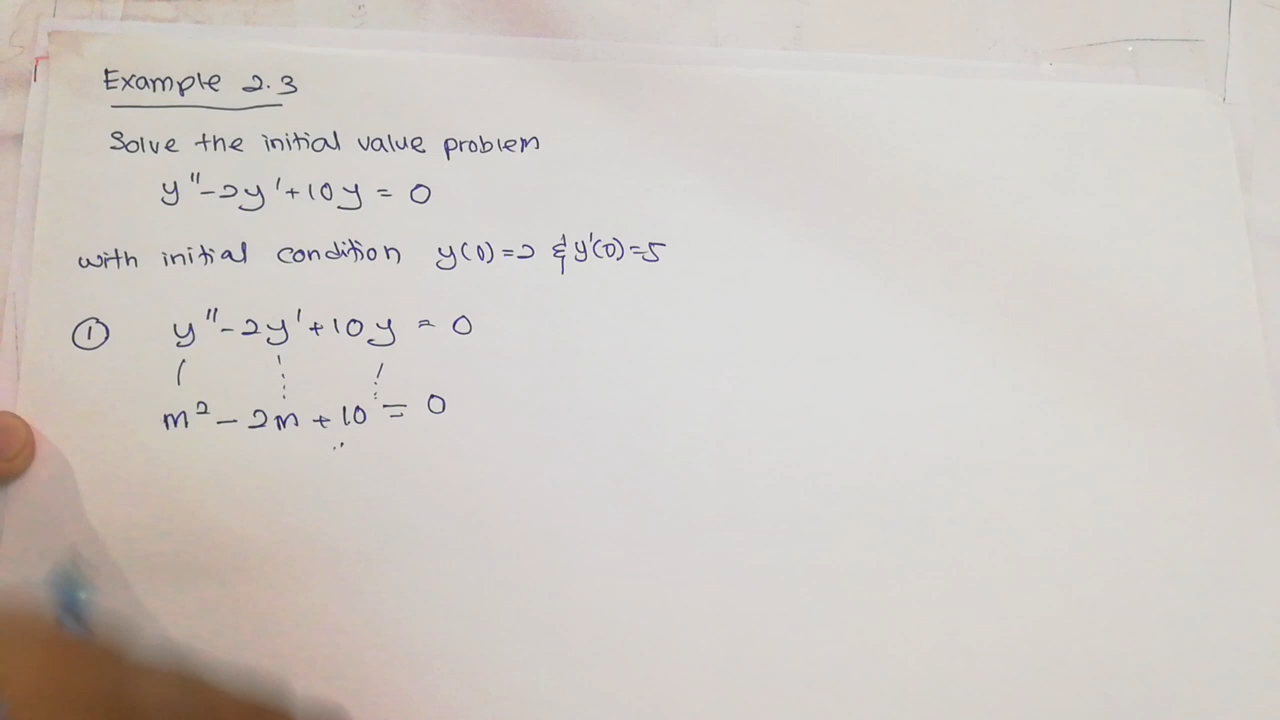 Example 2.3
Solve the initial value problem
y'' - 2y' + 10y = 0
with initial condition y(0) = 2 & y'(0) = 5
① y'' - 2y' + 10y = 0
m² - 2m + 10 = 0